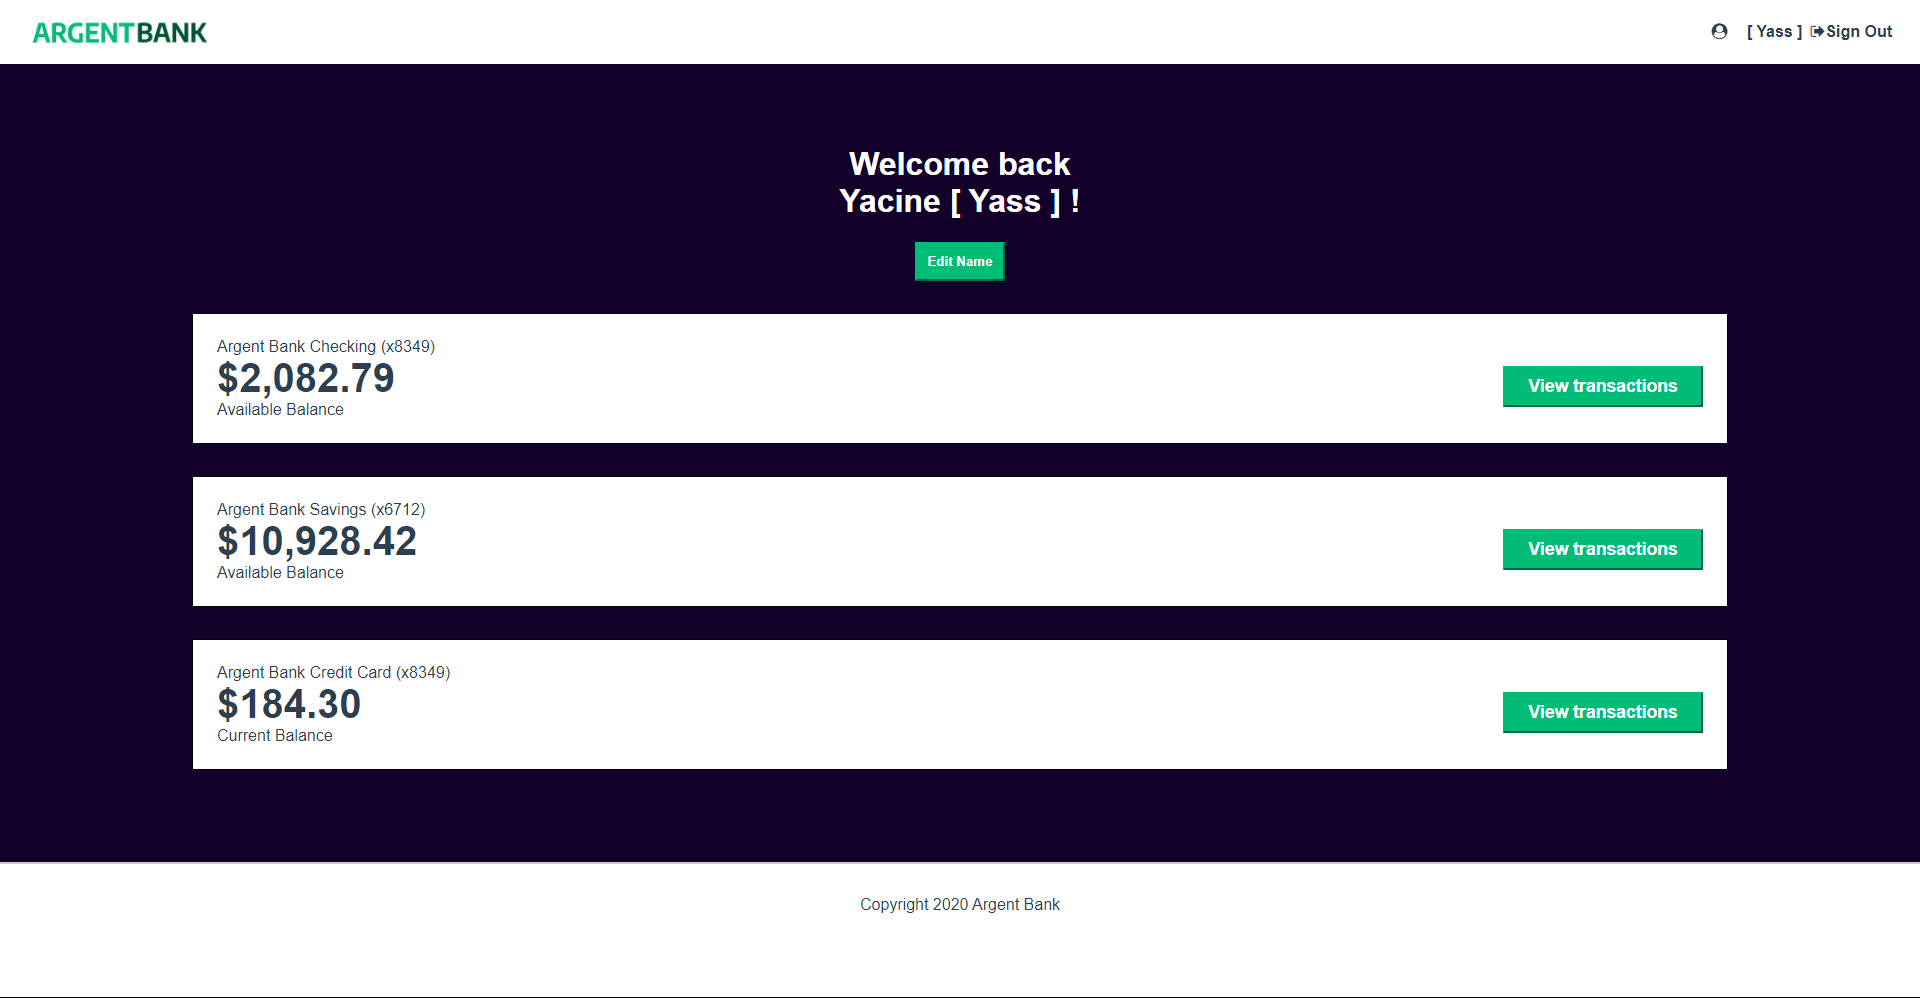 ARGENTBANK
[ Yass ] Sign Out
Welcome back
Yacine [ Yass ] !
Edit Name
Argent Bank Checking (x8349)
$2,082.79
Available Balance
View transactions
Argent Bank Savings (x6712)
$10,928.42
Available Balance
View transactions
Argent Bank Credit Card (x8349)
$184.30
Current Balance
View transactions
Copyright 2020 Argent Bank